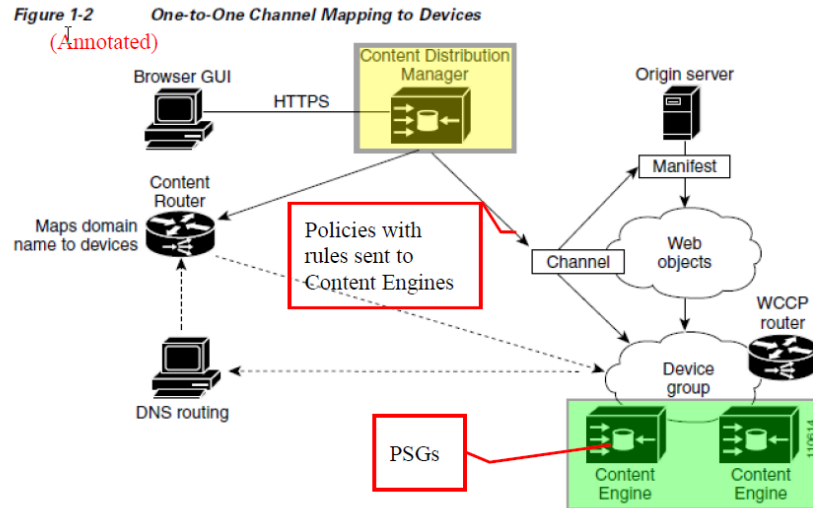 Figure 1-2 One-to-One Channel Mapping to Devices
(Annotated)
Content Distribution
Manager
Browser GUI
HTTPS
Origin server
Manifest
Content
Router
Maps domain
name to devices
Policies with
rules sent to
Content Engines
Channel
Web
objects
WCCP
router
Device
group
DNS routing
PSGs
Content
Engine
Content
Engine
110614